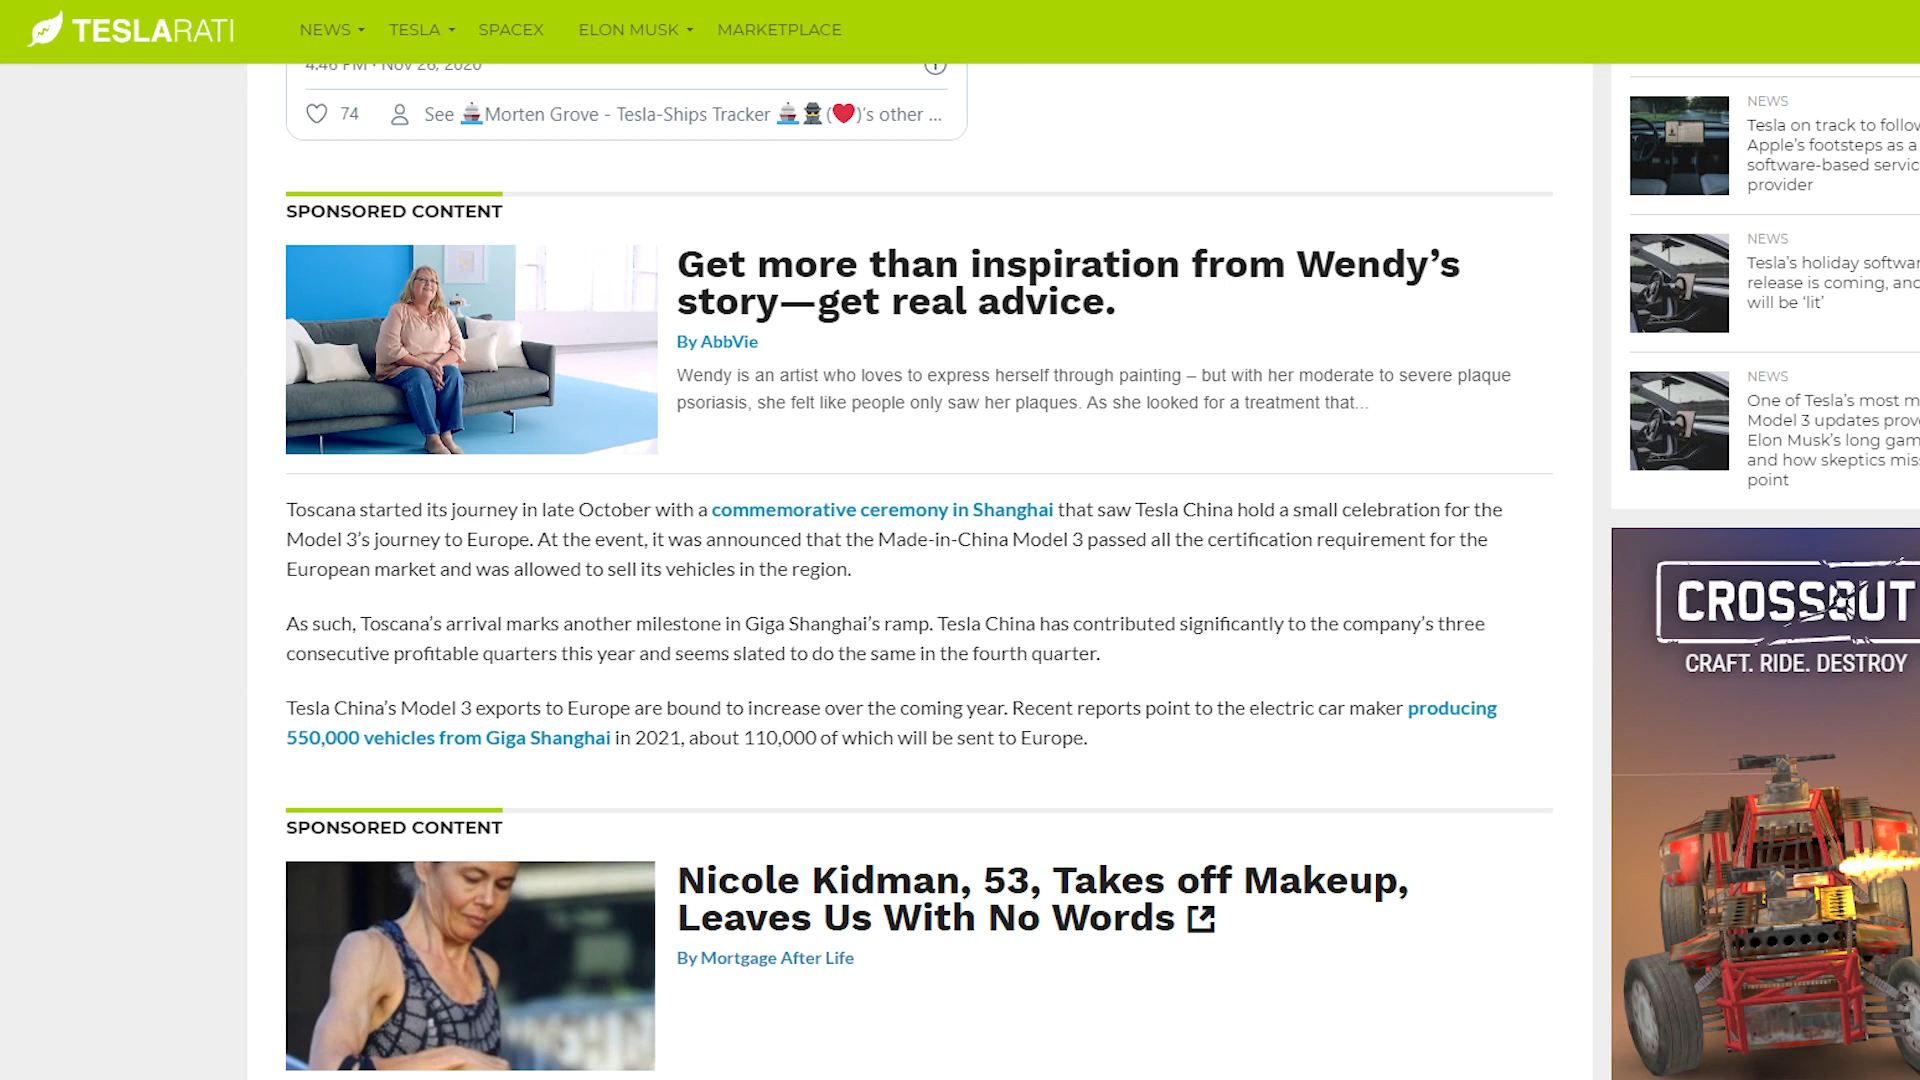 TESLARATI
NEWS TESLA SPACEX ELON MUSK MARKETPLACE
4:46 PM · Nov 26, 2020
74 See 🚢Morten Grove - Tesla-Ships Tracker 🚢🕵(❤)'s other ...
SPONSORED CONTENT
Get more than inspiration from Wendy’s
story—get real advice.
By AbbVie
Wendy is an artist who loves to express herself through painting – but with her moderate to severe plaque
psoriasis, she felt like people only saw her plaques. As she looked for a treatment that...
Toscana started its journey in late October with a commemorative ceremony in Shanghai that saw Tesla China hold a small celebration for the
Model 3’s journey to Europe. At the event, it was announced that the Made-in-China Model 3 passed all the certification requirement for the
European market and was allowed to sell its vehicles in the region.
As such, Toscana’s arrival marks another milestone in Giga Shanghai’s ramp. Tesla China has contributed significantly to the company’s three
consecutive profitable quarters this year and seems slated to do the same in the fourth quarter.
Tesla China’s Model 3 exports to Europe are bound to increase over the coming year. Recent reports point to the electric car maker producing
550,000 vehicles from Giga Shanghai in 2021, about 110,000 of which will be sent to Europe.
SPONSORED CONTENT
Nicole Kidman, 53, Takes off Makeup,
Leaves Us With No Words
By Mortgage After Life
NEWS
Tesla on track to follow
Apple’s footsteps as a
software-based servic
provider
NEWS
Tesla’s holiday softwar
release is coming, and
will be ‘lit’
NEWS
One of Tesla’s most m
Model 3 updates prov
Elon Musk’s long gam
and how skeptics mis
point
CROSSOUT
CRAFT. RIDE. DESTROY